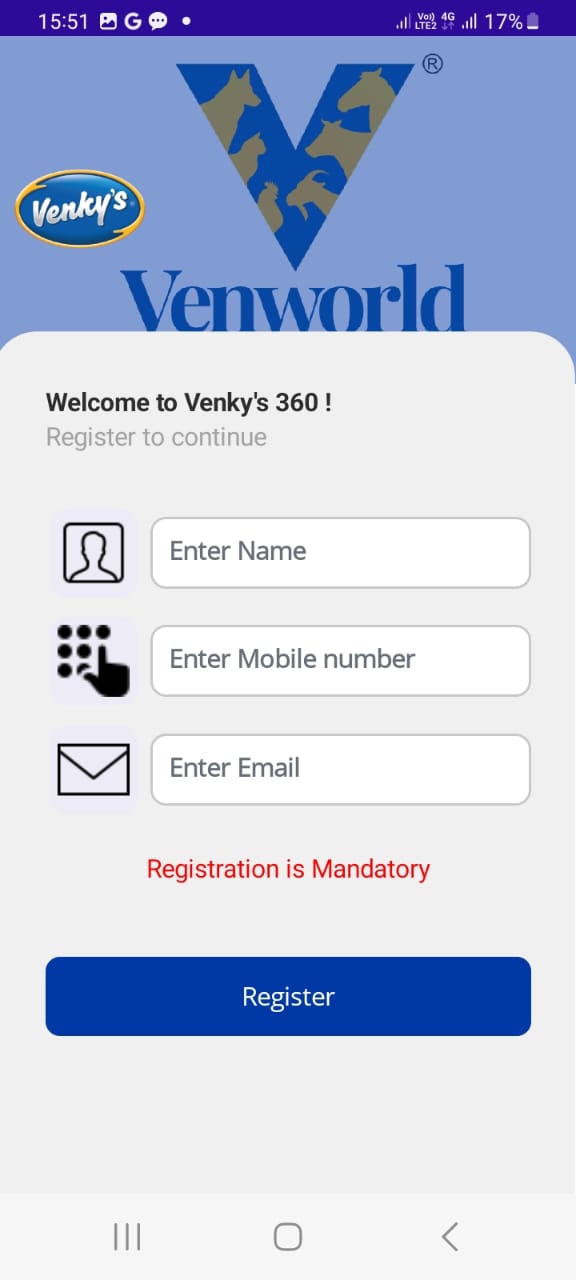 15:51 G Vo)) 4G 17%
LTE2
®
Venky's
Venworld
Welcome to Venky's 360 !
Register to continue
Enter Name
Enter Mobile number
Enter Email
Registration is Mandatory
Register